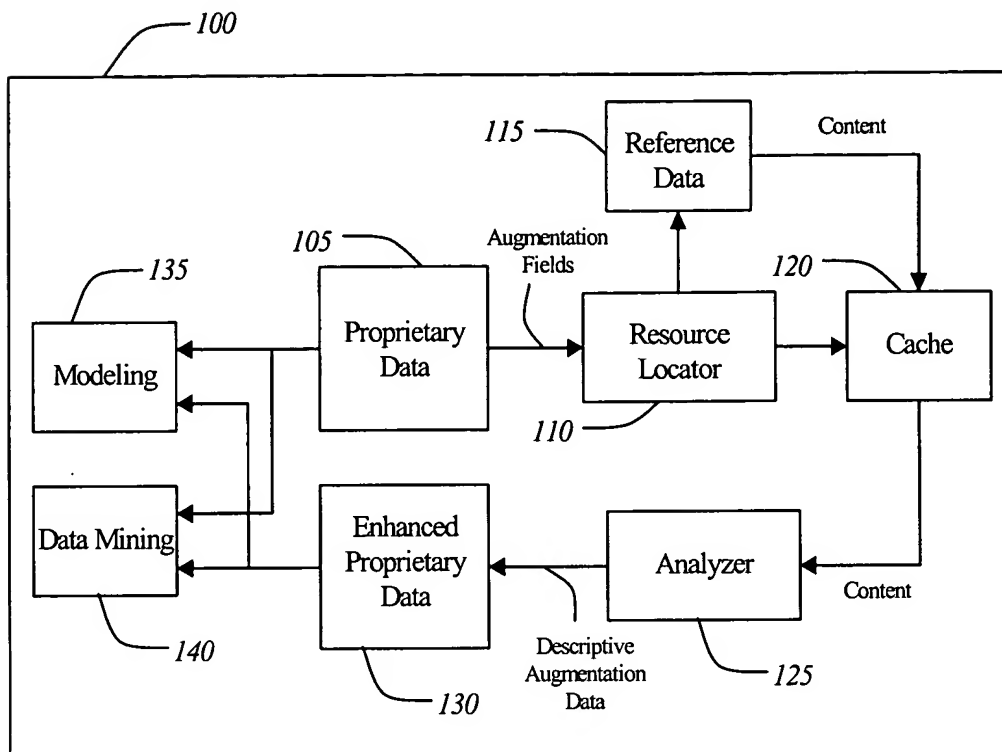 100
115
Reference
Data
Content
105
Augmentation
Fields
120
135
Proprietary
Data
Resource
Locator
Cache
Modeling
110
Data Mining
Enhanced
Proprietary
Data
Analyzer
Content
140
130
Descriptive
Augmentation
Data
125